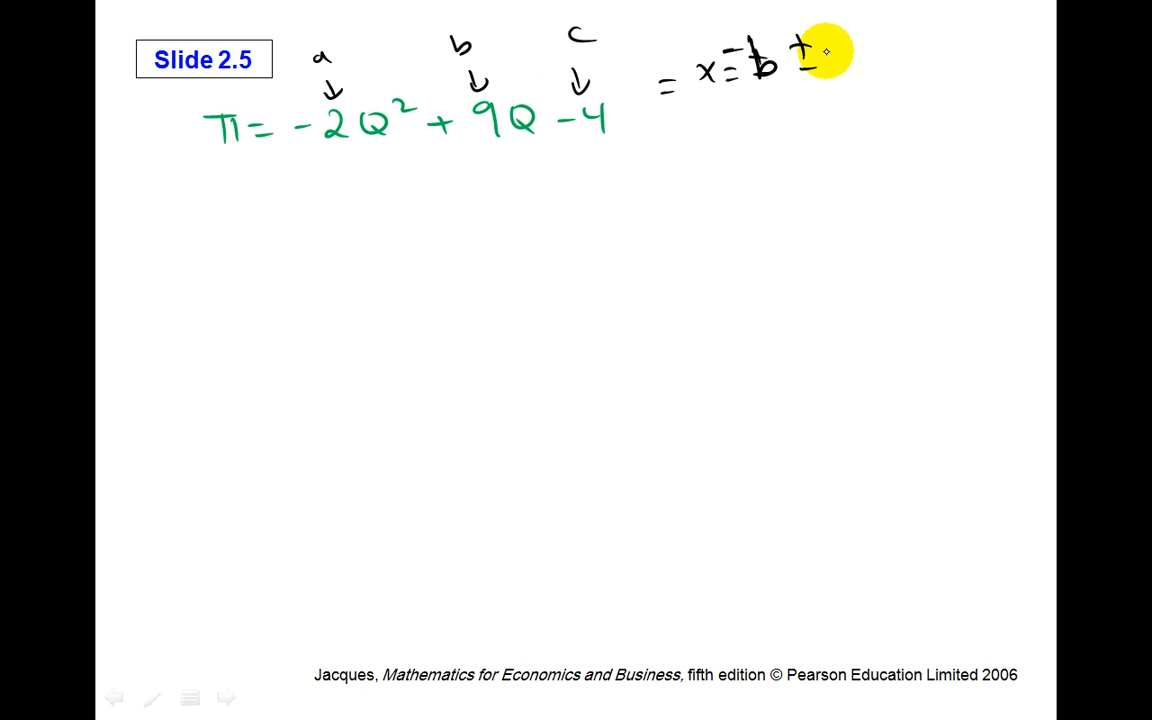 Slide 2.5
a b c
π = -2Q² + 9Q - 4
= x = -b ±
Jacques, Mathematics for Economics and Business, fifth edition © Pearson Education Limited 2006